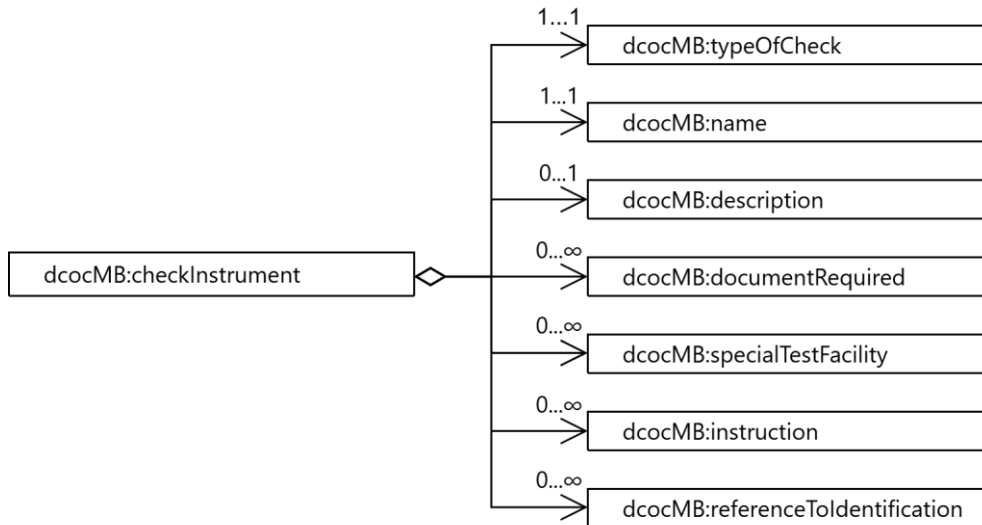 1...1
dcocMB:typeOfCheck
1...1
dcocMB:name
0...1
dcocMB:description
0...∞
dcocMB:checkInstrument
dcocMB:documentRequired
0...∞
dcocMB:specialTestFacility
0...∞
dcocMB:instruction
0...∞
dcocMB:referenceToIdentification